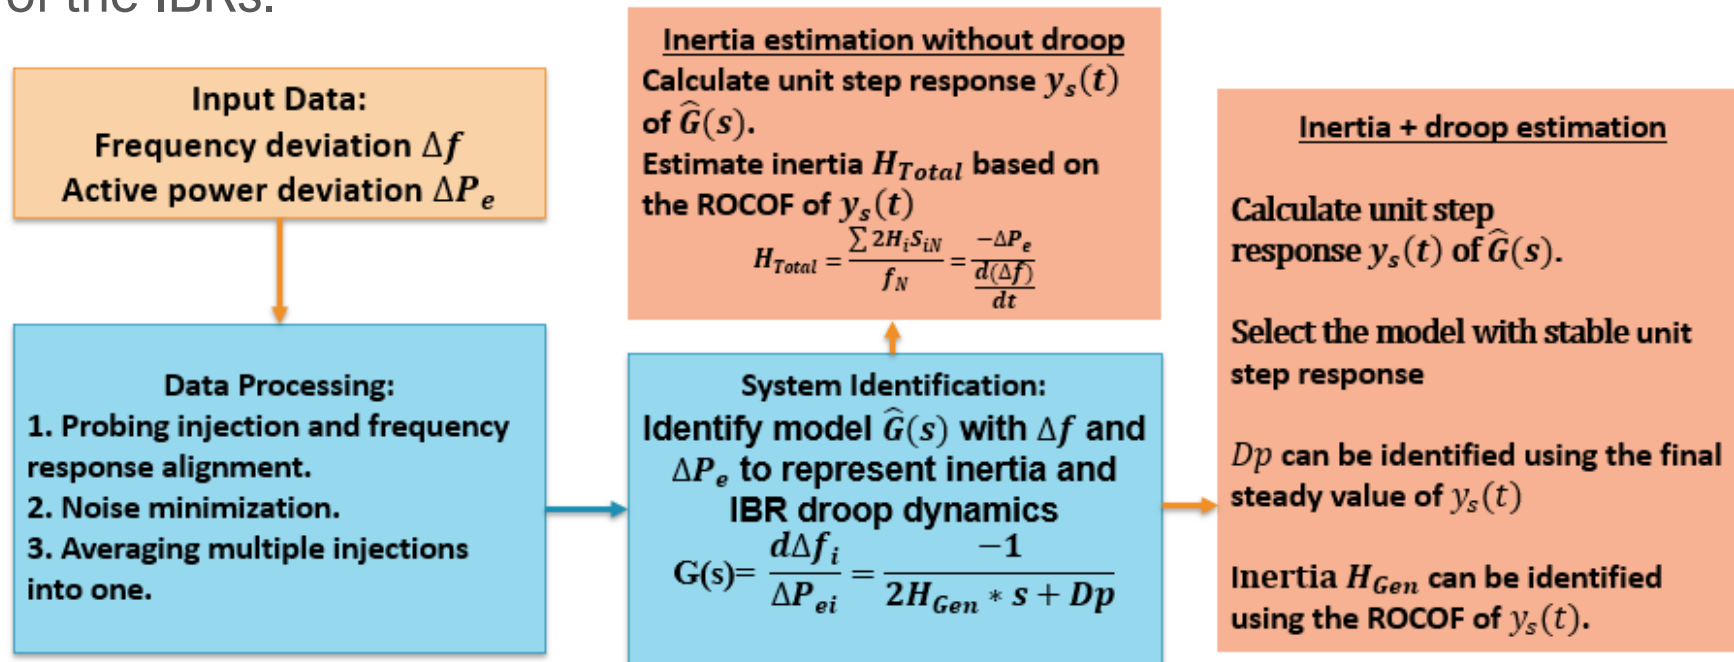 of the IBRs.
Input Data:
Frequency deviation Δf
Active power deviation ΔP_e
Data Processing:
1. Probing injection and frequency
response alignment.
2. Noise minimization.
3. Averaging multiple injections
into one.
Inertia estimation without droop
Calculate unit step response y_s(t)
of Ĝ(s).
Estimate inertia H_Total based on
the ROCOF of y_s(t)
H_Total = ∑ 2H_i S_iN / f_N = −ΔP_e / (d(Δf) / dt)
System Identification:
Identify model Ĝ(s) with Δf and
ΔP_e to represent inertia and
IBR droop dynamics
G(s)= dΔf_i / ΔP_ei = −1 / (2H_Gen * s + Dp)
Inertia + droop estimation
Calculate unit step
response y_s(t) of Ĝ(s).
Select the model with stable unit
step response
Dp can be identified using the final
steady value of y_s(t)
Inertia H_Gen can be identified
using the ROCOF of y_s(t).